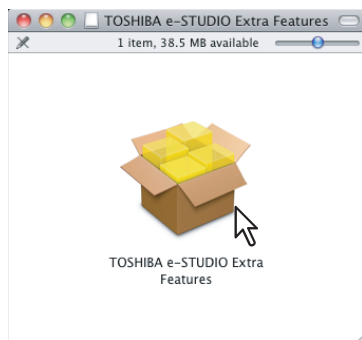 TOSHIBA e-STUDIO Extra Features
1 item, 38.5 MB available
TOSHIBA e-STUDIO Extra
Features